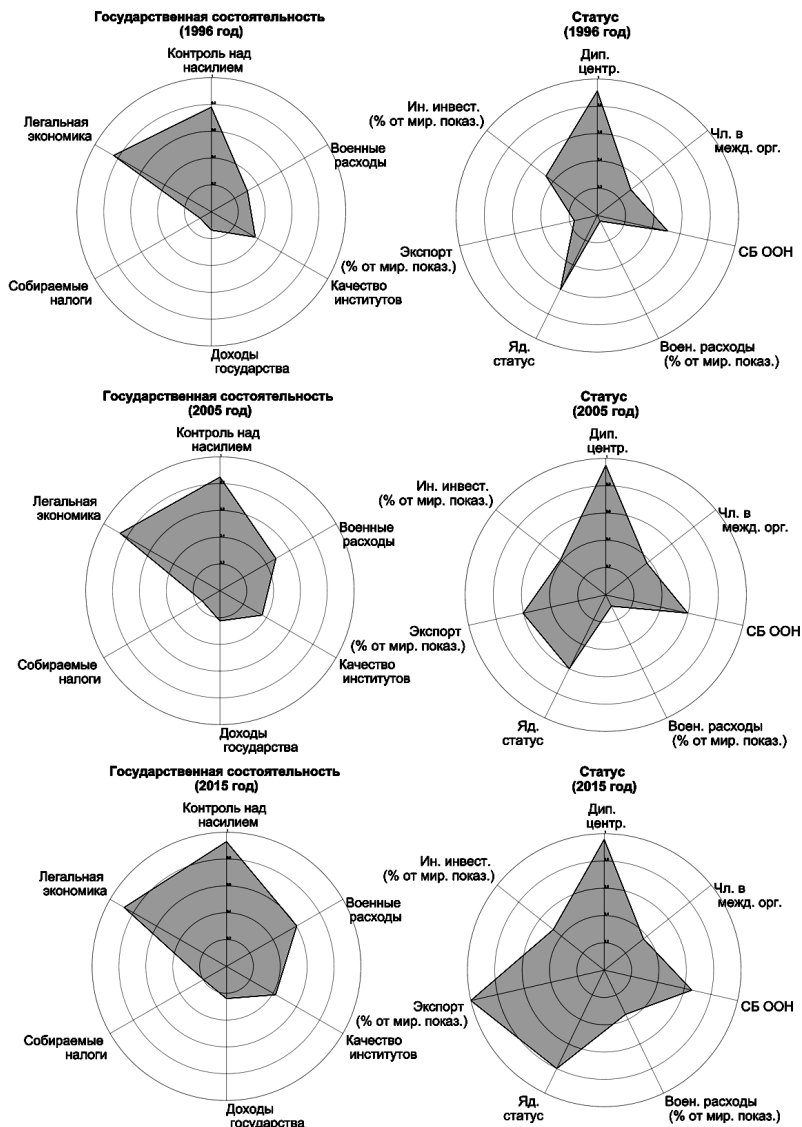 Государственная состоятельность
(1996 год)
Контроль над
насилием
Легальная
экономика
Военные
расходы
Собираемые
налоги
Качество
институтов
Доходы
государства
Статус
(1996 год)
Дип.
центр.
Ин. инвест.
(% от мир. показ.)
Чл. в
межд. орг.
Экспорт
(% от мир. показ.)
СБ ООН
Яд.
статус
Воен. расходы
(% от мир. показ.)
Государственная состоятельность
(2005 год)
Контроль над
насилием
Легальная
экономика
Военные
расходы
Собираемые
налоги
Качество
институтов
Доходы
государства
Статус
(2005 год)
Дип.
центр.
Ин. инвест.
(% от мир. показ.)
Чл. в
межд. орг.
Экспорт
(% от мир. показ.)
СБ ООН
Яд.
статус
Воен. расходы
(% от мир. показ.)
Государственная состоятельность
(2015 год)
Контроль над
насилием
Легальная
экономика
Военные
расходы
Собираемые
налоги
Качество
институтов
Доходы
государства
Статус
(2015 год)
Дип.
центр.
Ин. инвест.
(% от мир. показ.)
Чл. в
межд. орг.
Экспорт
(% от мир. показ.)
СБ ООН
Яд.
статус
Воен. расходы
(% от мир. показ.)